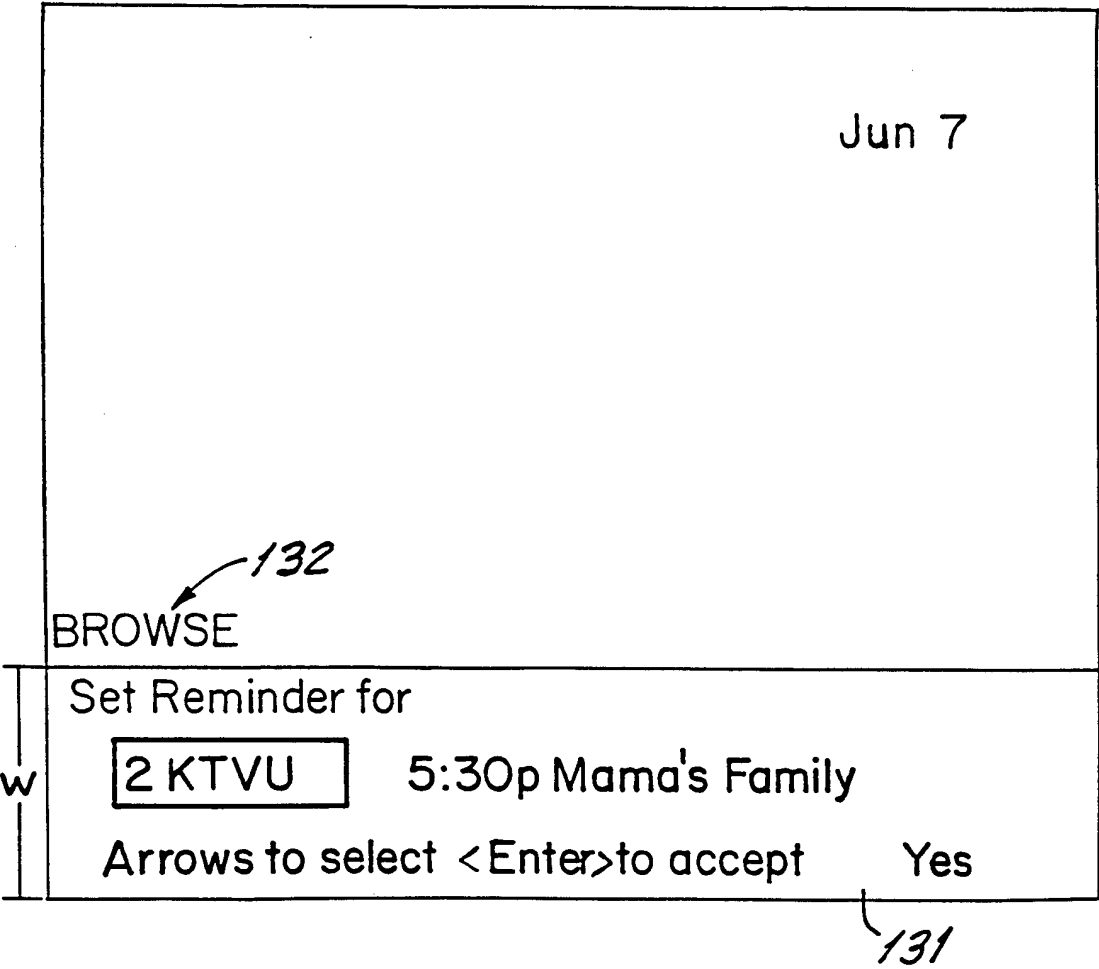 Jun 7
132
BROWSE
Set Reminder for
W
2 KTVU 5:30p Mama's Family
Arrows to select <Enter>to accept Yes
131